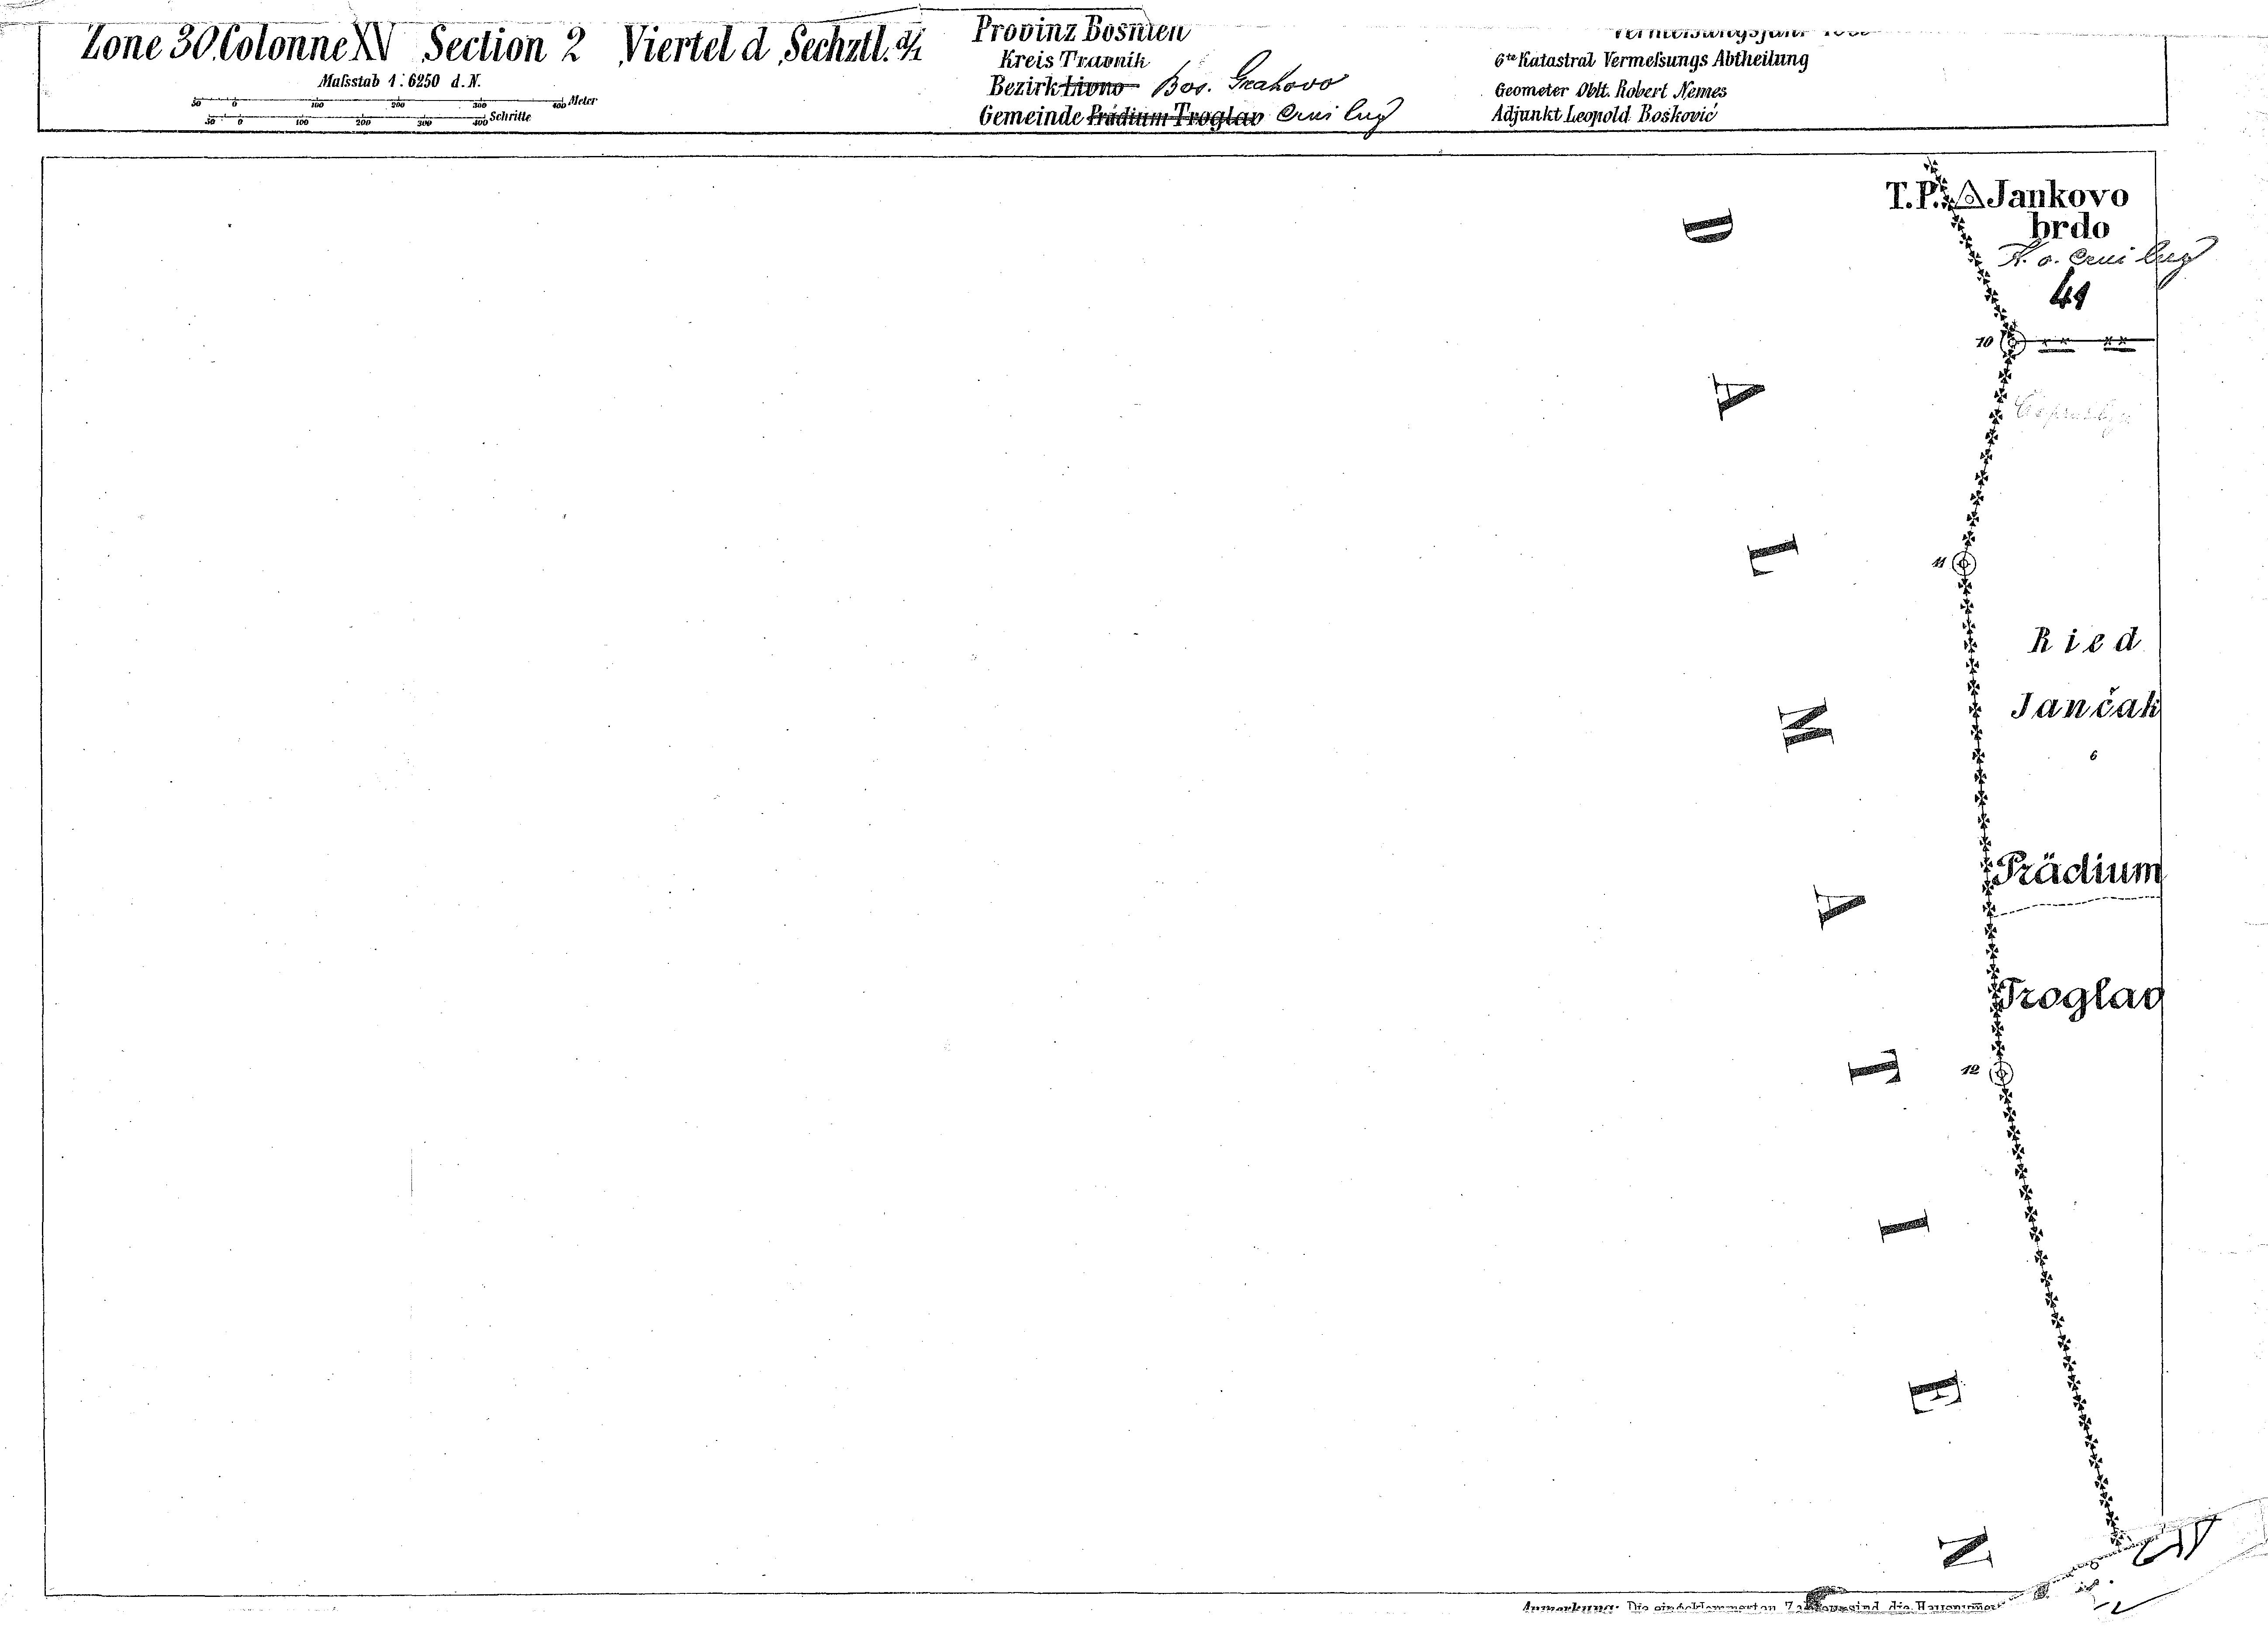 Zone 30. Colonne XV Section 2 Viertel d Sechztl. d/1
Maſsstab 1 : 6250 d. N.
50 0 100 200 300 400 Meter
50 0 100 200 300 400 Schritte
Provinz Bosnien
Kreis Travnik
Bezirk Livno Bos. Grahovo
Gemeinde Prädium Troglav Crni lug
6te Katastral Vermeſsungs Abtheilung
Geometer Oblt. Robert Nemes
Adjunkt Leopold Bošković
T.P. Jankovo
brdo
K. o. Crni lug
41
10
11
Ried
Jančak
6
Prädium
Troglav
12
DALMATIEN
Anmerkung: Die eingeklammerten Zahlen sind die Hausnummer